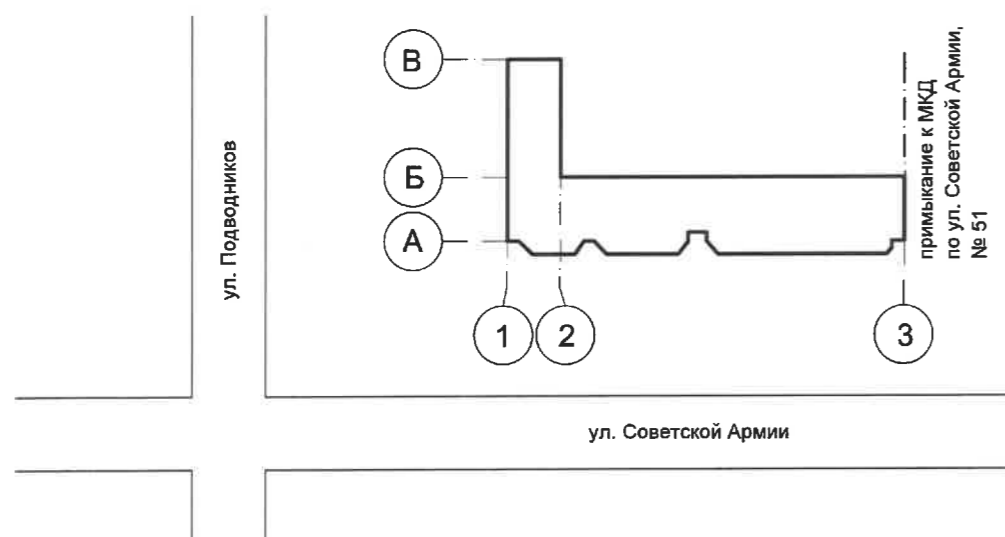 В
Б
А
1
2
3
ул. Подводников
примыкание к МКД
по ул. Советской Армии,
№ 51
ул. Советской Армии